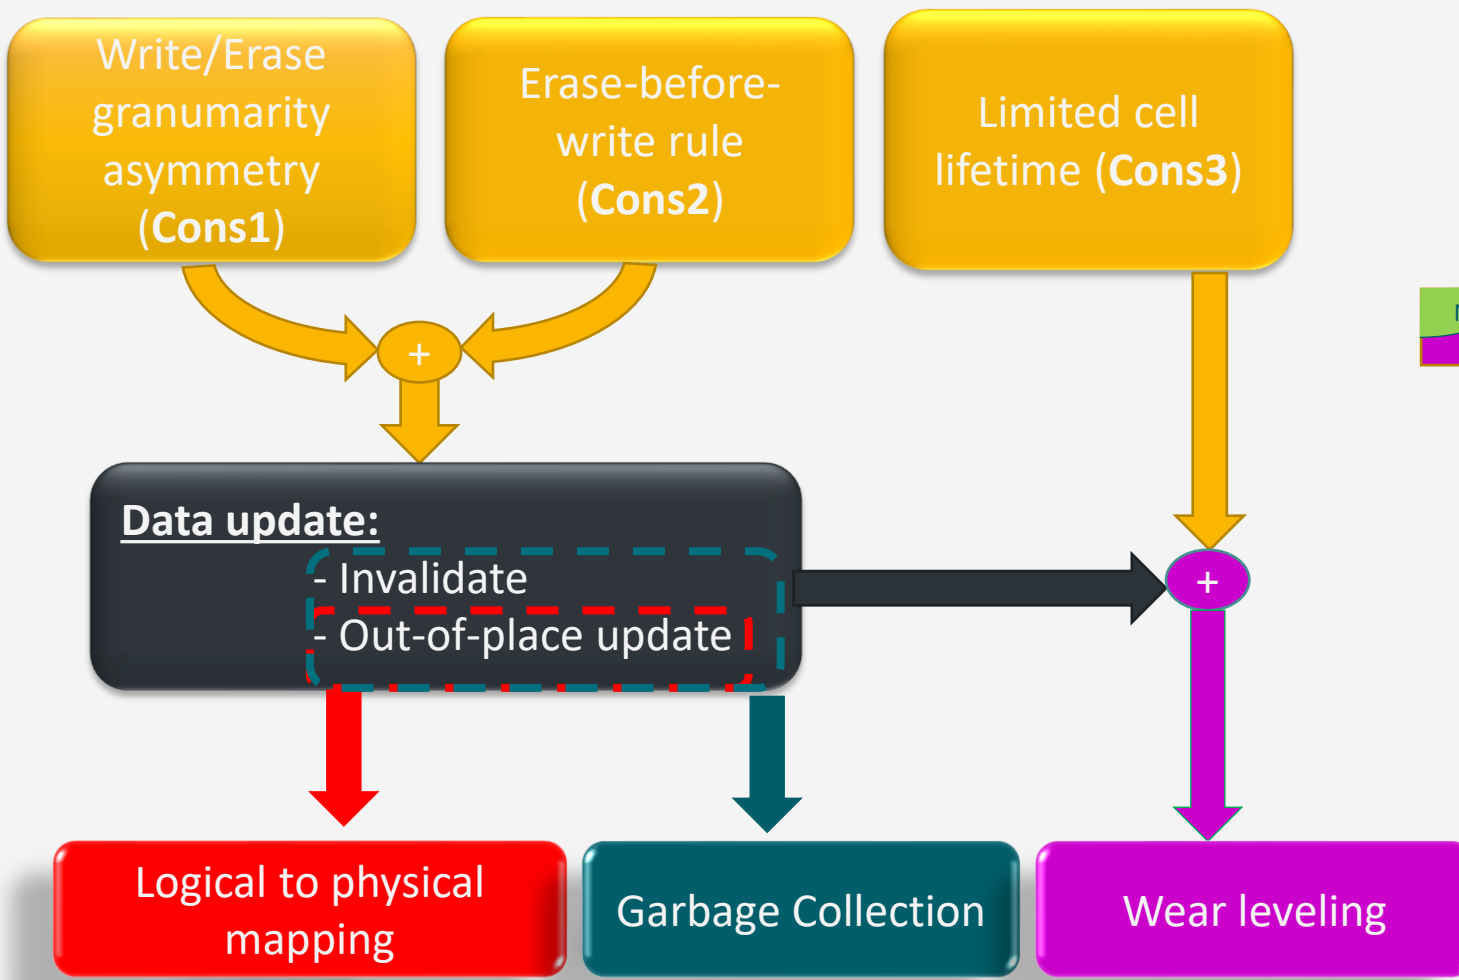 Write/Erase
granumarity
asymmetry
(Cons1)
Erase-before-
write rule
(Cons2)
Limited cell
lifetime (Cons3)
+
Data update:
- Invalidate
- Out-of-place update
+
Logical to physical
mapping
Garbage Collection
Wear leveling